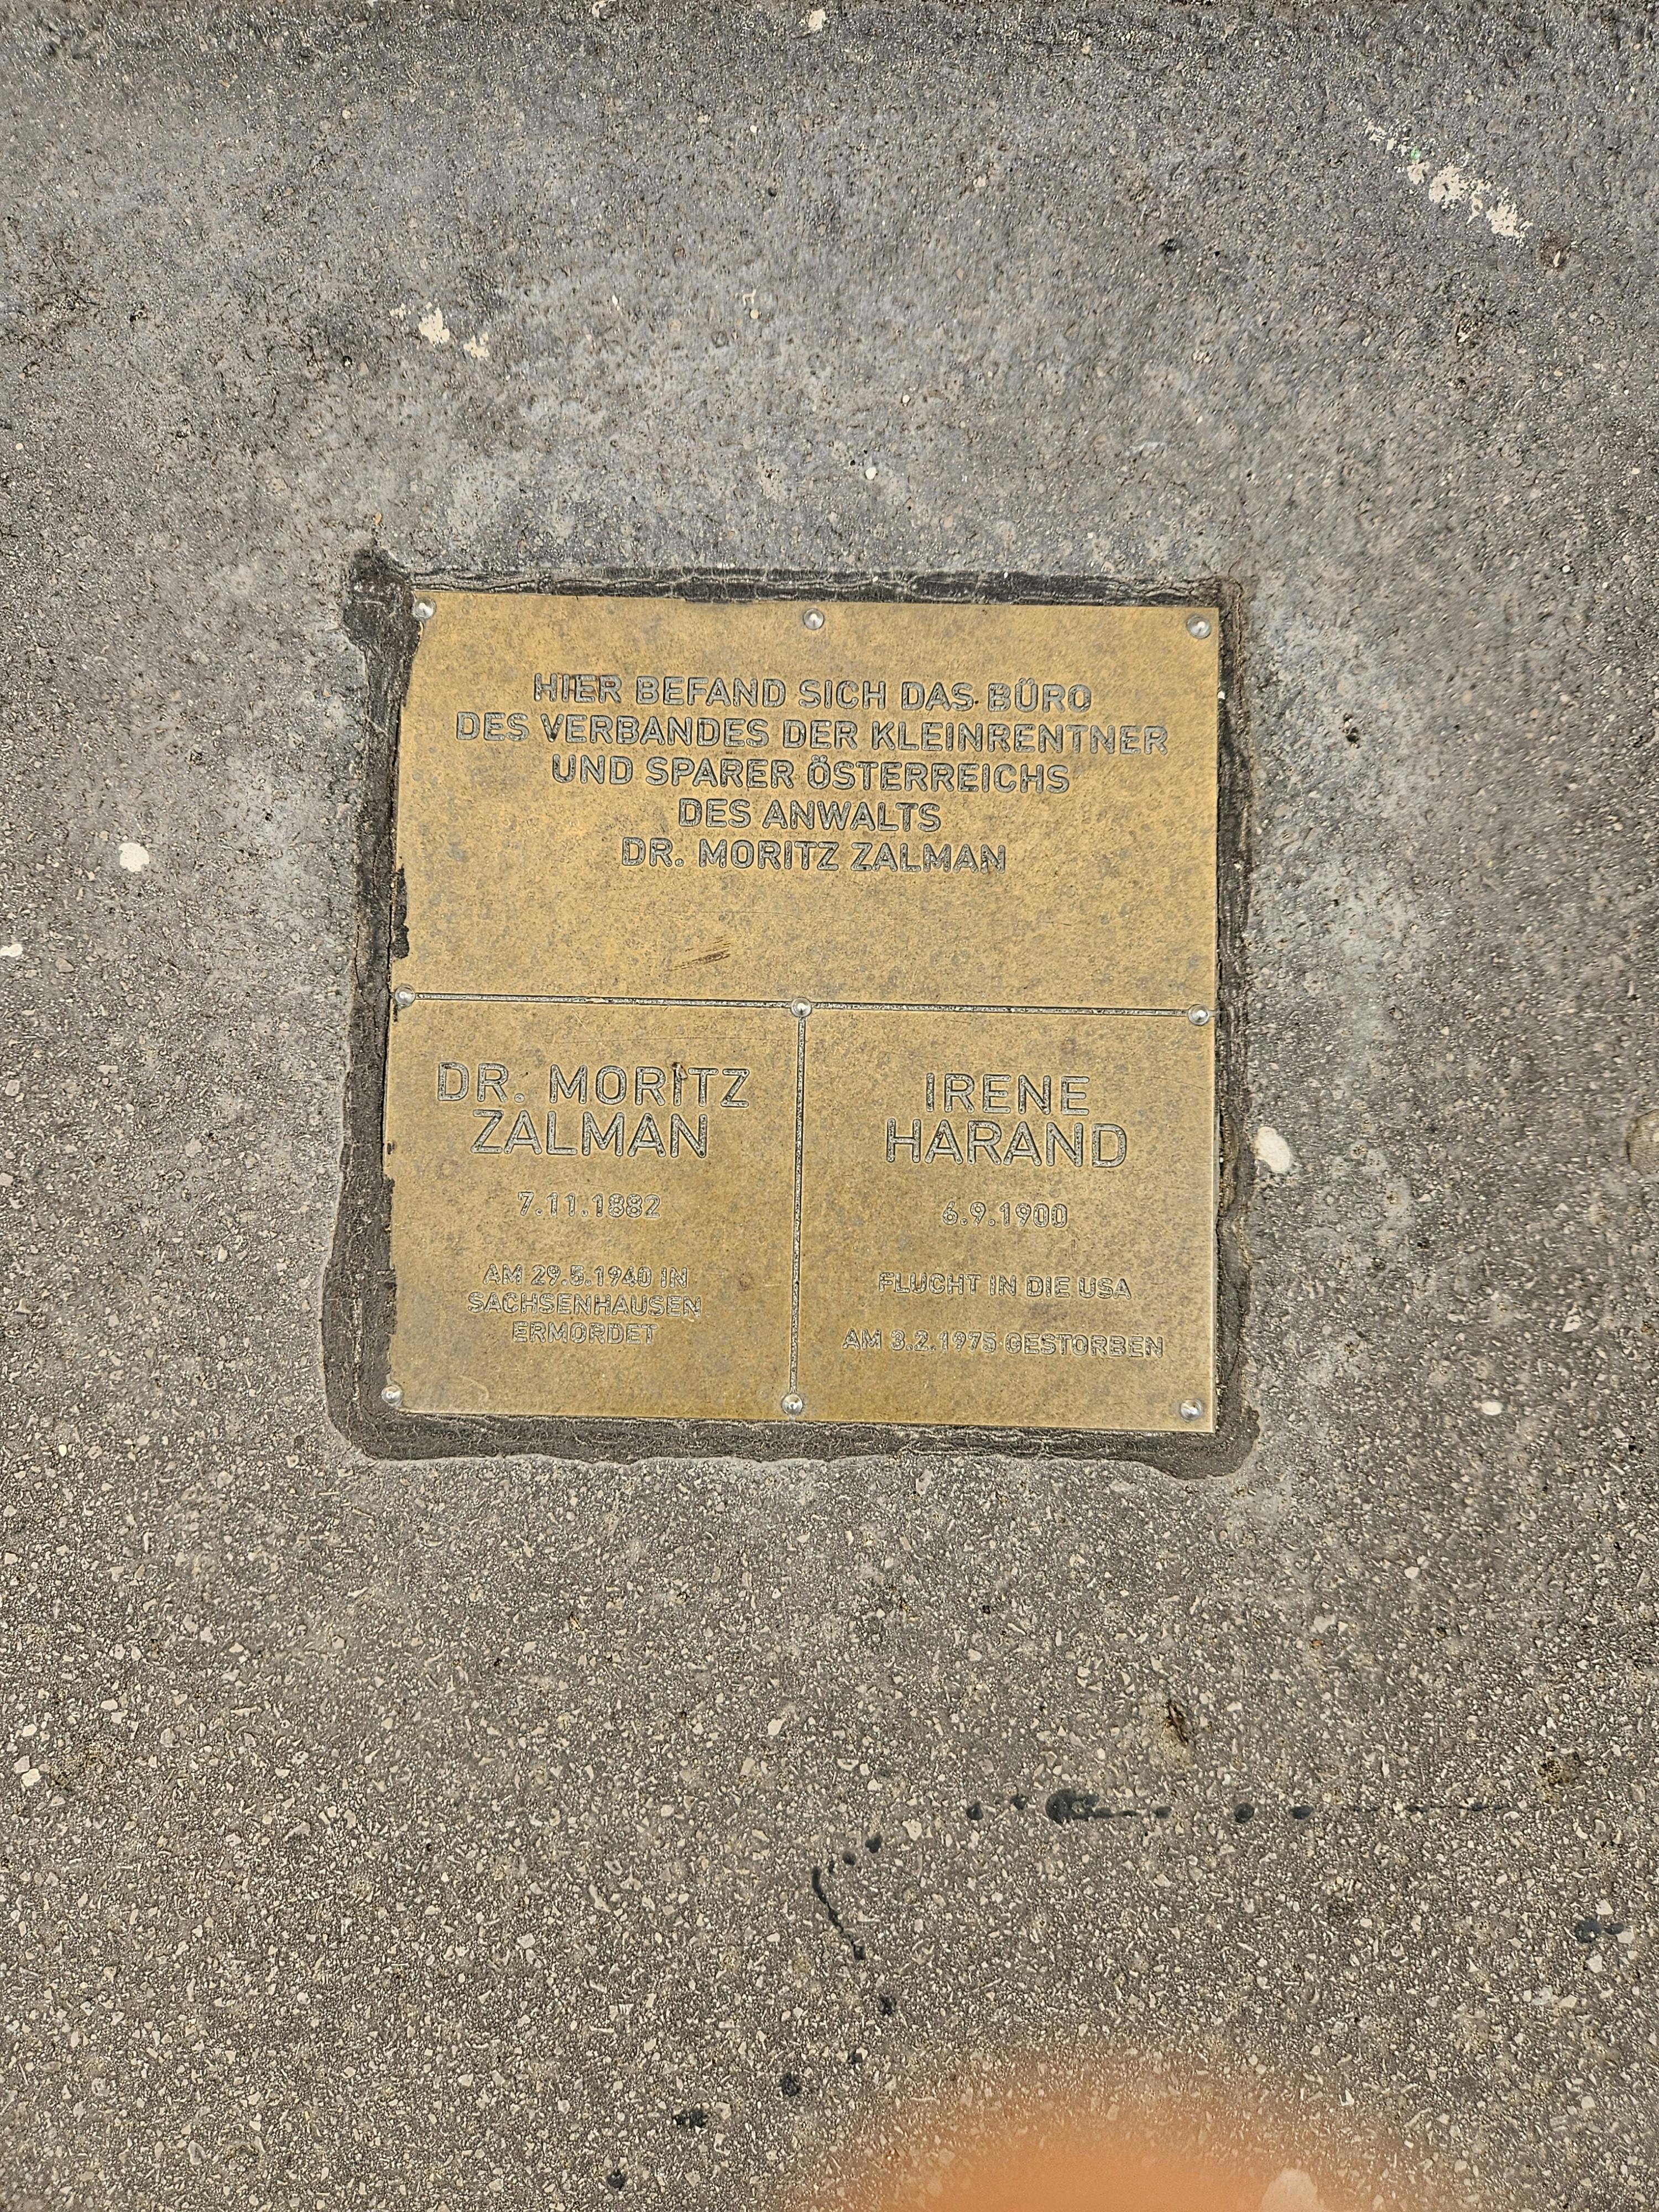 HIER BEFAND SICH DAS BÜRO
DES VERBANDES DER KLEINRENTNER
UND SPARER ÖSTERREICHS
DES ANWALTS
DR. MORITZ ZALMAN
DR. MORITZ
ZALMAN
7.11.1882
AM 29.5.1940 IN
SACHSENHAUSEN
ERMORDET
IRENE
HARAND
6.9.1900
FLUCHT IN DIE USA
AM 3.2.1975 GESTORBEN